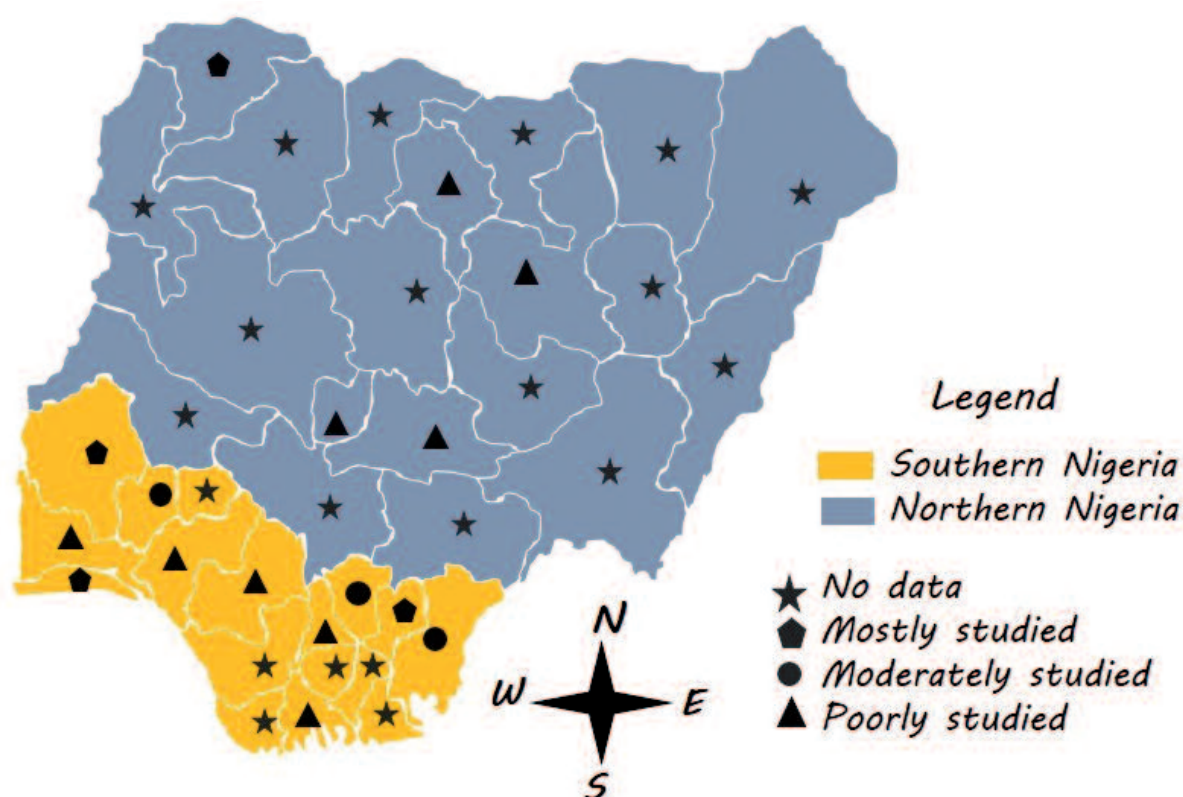 Legend
Southern Nigeria
Northern Nigeria
No data
Mostly studied
Moderately studied
Poorly studied
N
W E
S